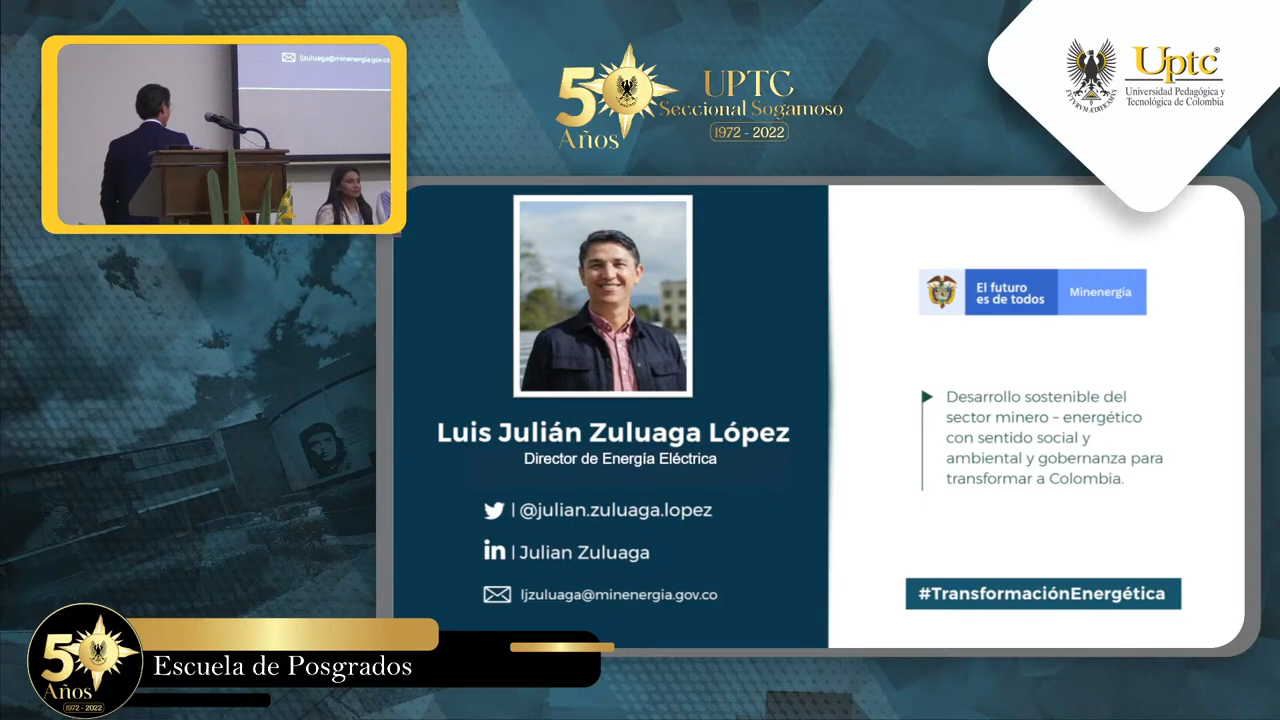 ljzuluaga@minenergia.gov.co
50
Años
UPTC
Seccional Sogamoso
1972 - 2022
Uptc®
Universidad Pedagógica y
Tecnológica de Colombia
Luis Julián Zuluaga López
Director de Energía Eléctrica
| @julian.zuluaga.lopez
in | Julian Zuluaga
ljzuluaga@minenergia.gov.co
El futuro
es de todos
Minenergía
Desarrollo sostenible del
sector minero – energético
con sentido social y
ambiental y gobernanza para
transformar a Colombia.
#TransformaciónEnergética
50
Años
1972 - 2022
Escuela de Posgrados